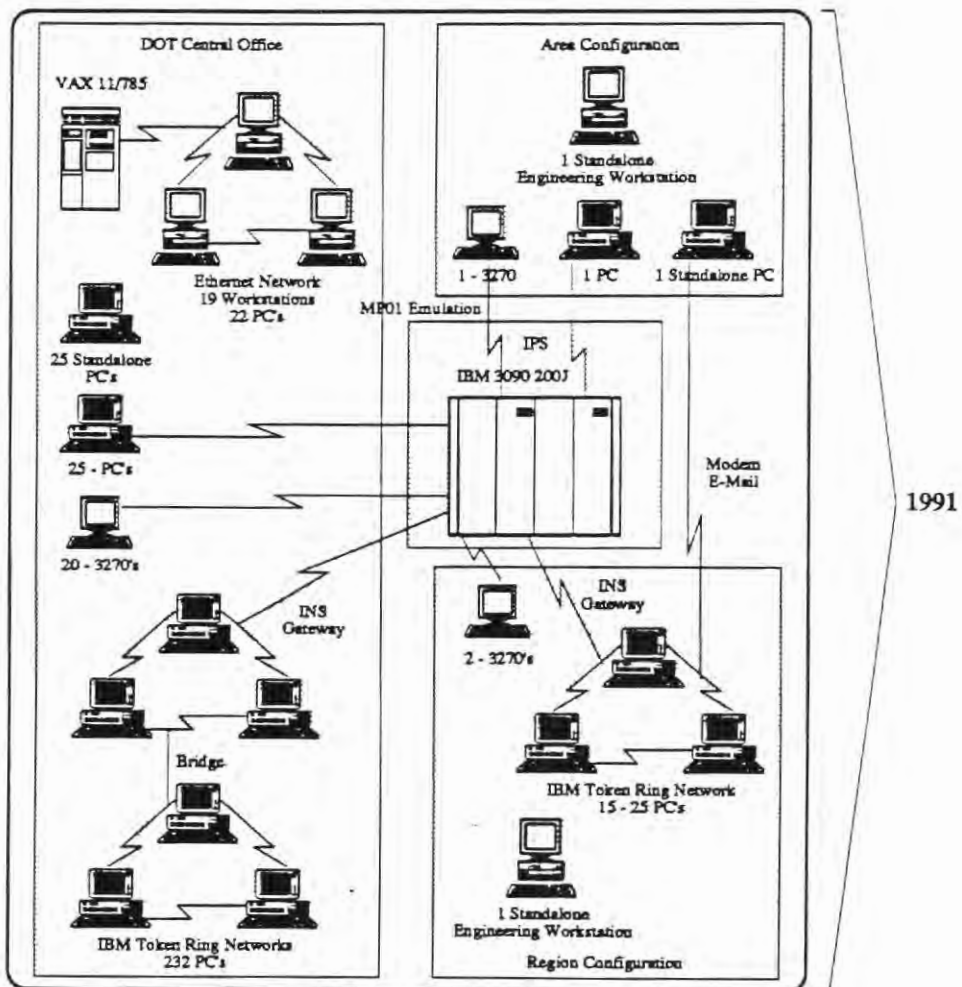 DOT Central Office
VAX 11/785
Ethernet Network
19 Workstations
22 PC's
25 Standalone
PC's
25 - PC's
20 - 3270's
INS
Gateway
Bridge
IBM Token Ring Networks
232 PC's
Area Configuration
1 Standalone
Engineering Workstation
1 - 3270
1 PC
1 Standalone PC
MP01 Emulation
IPS
IBM 3090 200J
Modem
E-Mail
INS
Gateway
2 - 3270's
IBM Token Ring Network
15 - 25 PC's
1 Standalone
Engineering Workstation
Region Configuration
1991